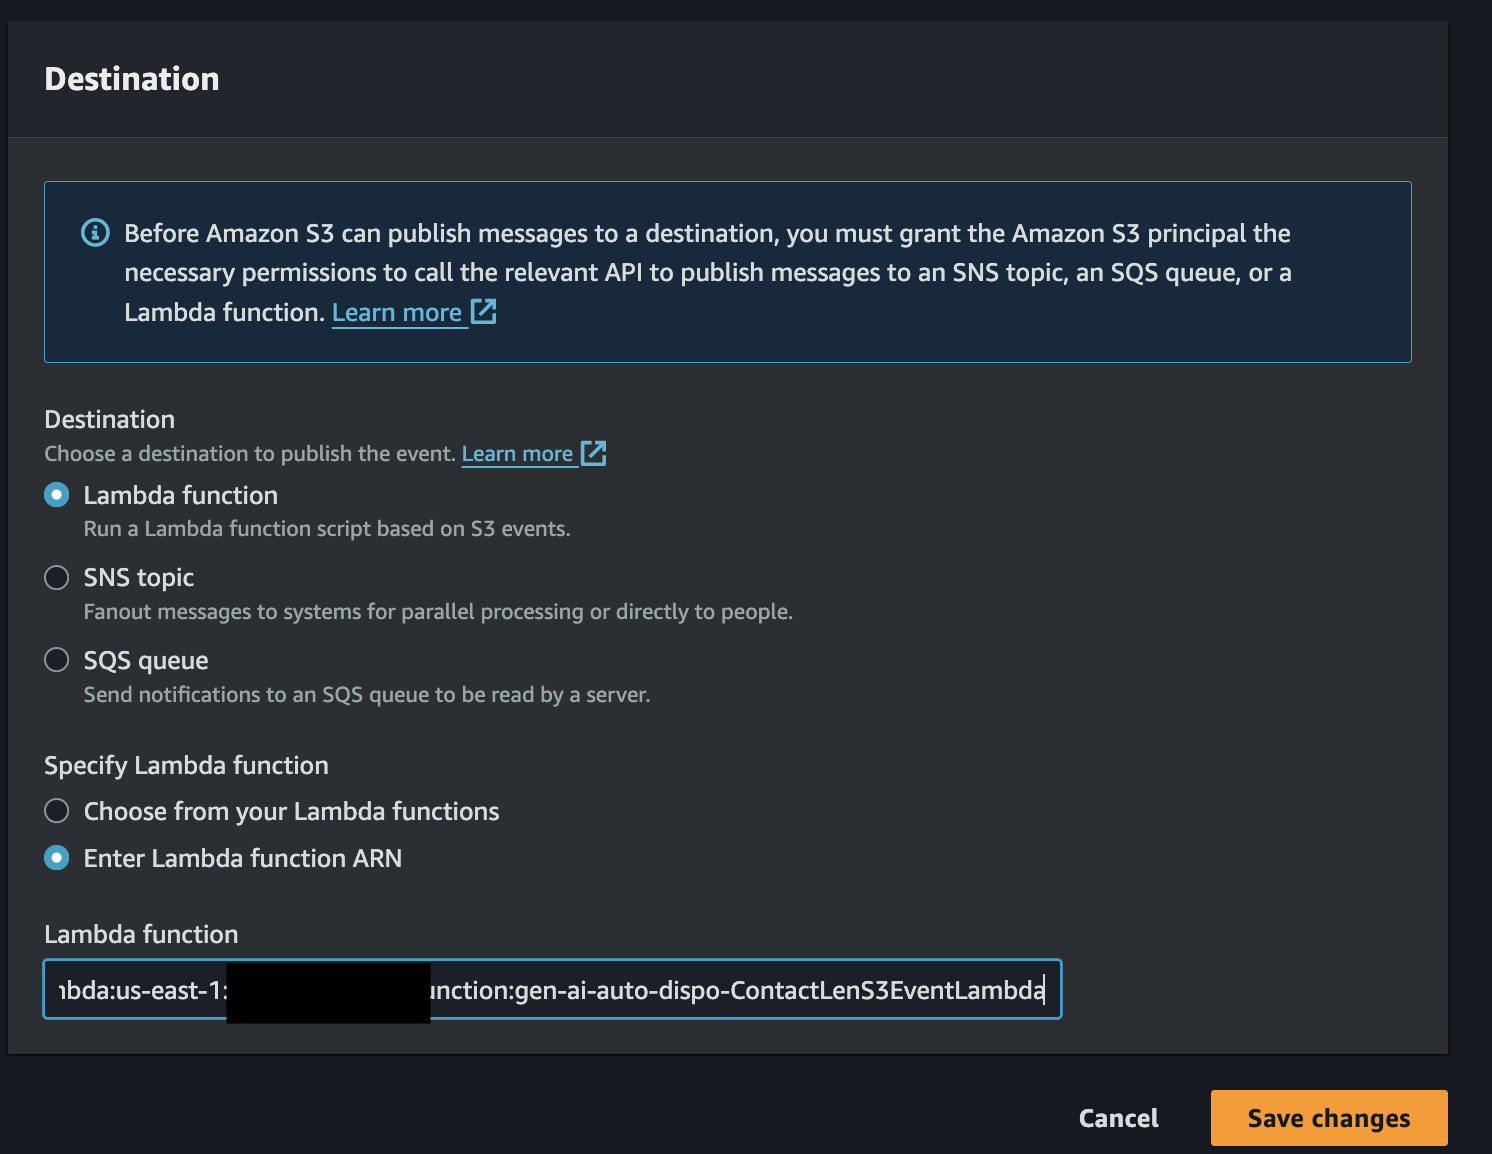 Destination
Before Amazon S3 can publish messages to a destination, you must grant the Amazon S3 principal the
necessary permissions to call the relevant API to publish messages to an SNS topic, an SQS queue, or a
Lambda function. Learn more
Destination
Choose a destination to publish the event. Learn more
Lambda function
Run a Lambda function script based on S3 events.
SNS topic
Fanout messages to systems for parallel processing or directly to people.
SQS queue
Send notifications to an SQS queue to be read by a server.
Specify Lambda function
Choose from your Lambda functions
Enter Lambda function ARN
Lambda function
bda:us-east-1: unction:gen-ai-auto-dispo-ContactLenS3EventLambda
Cancel
Save changes